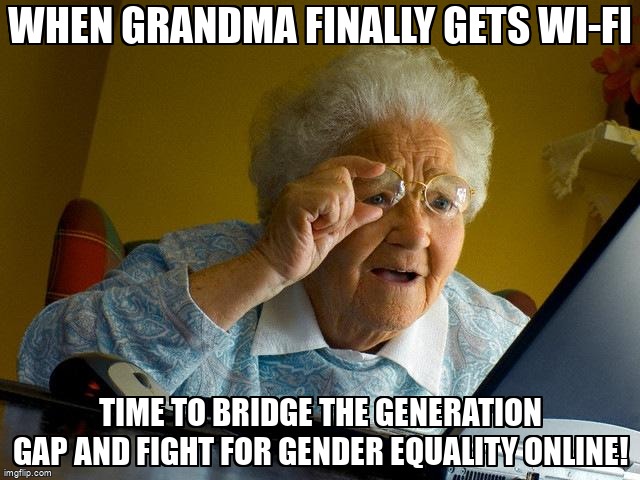 WHEN GRANDMA FINALLY GETS WI-FI
TIME TO BRIDGE THE GENERATION
GAP AND FIGHT FOR GENDER EQUALITY ONLINE!
imgflip.com